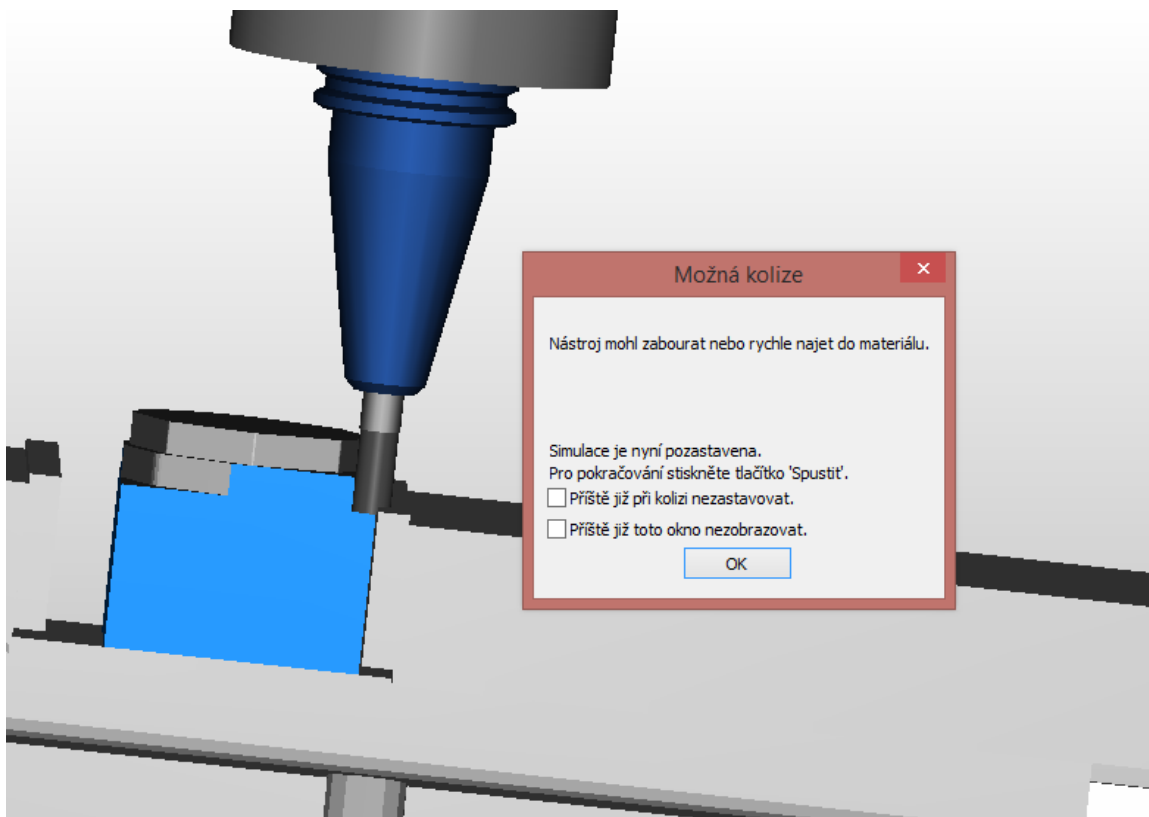 Možná kolize
Nástroj mohl zabourat nebo rychle najet do materiálu.
Simulace je nyní pozastavena.
Pro pokračování stiskněte tlačítko 'Spustit'.
Příště již při kolizi nezastavovat.
Příště již toto okno nezobrazovat.
OK